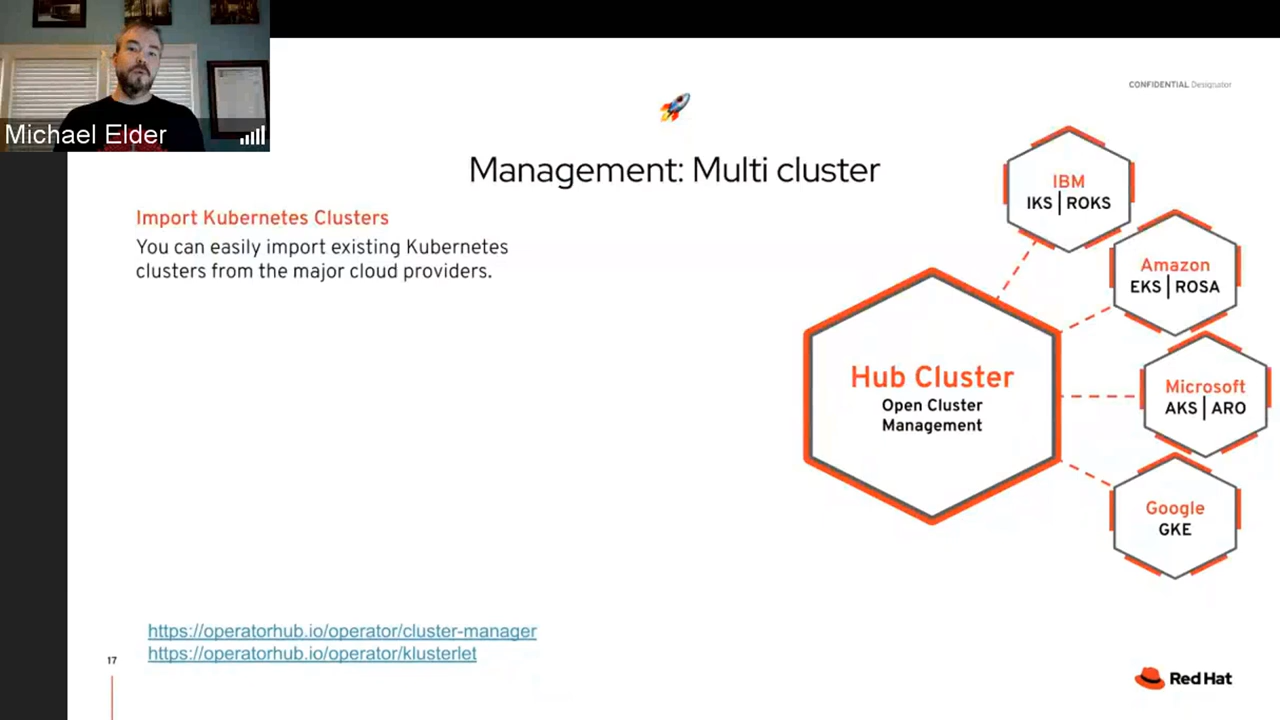 Michael Elder
CONFIDENTIAL Designator
Management: Multi cluster
Import Kubernetes Clusters
You can easily import existing Kubernetes
clusters from the major cloud providers.
IBM
IKS | ROKS
Amazon
EKS | ROSA
Hub Cluster
Open Cluster
Management
Microsoft
AKS | ARO
Google
GKE
https://operatorhub.io/operator/cluster-manager
https://operatorhub.io/operator/klusterlet
17
Red Hat